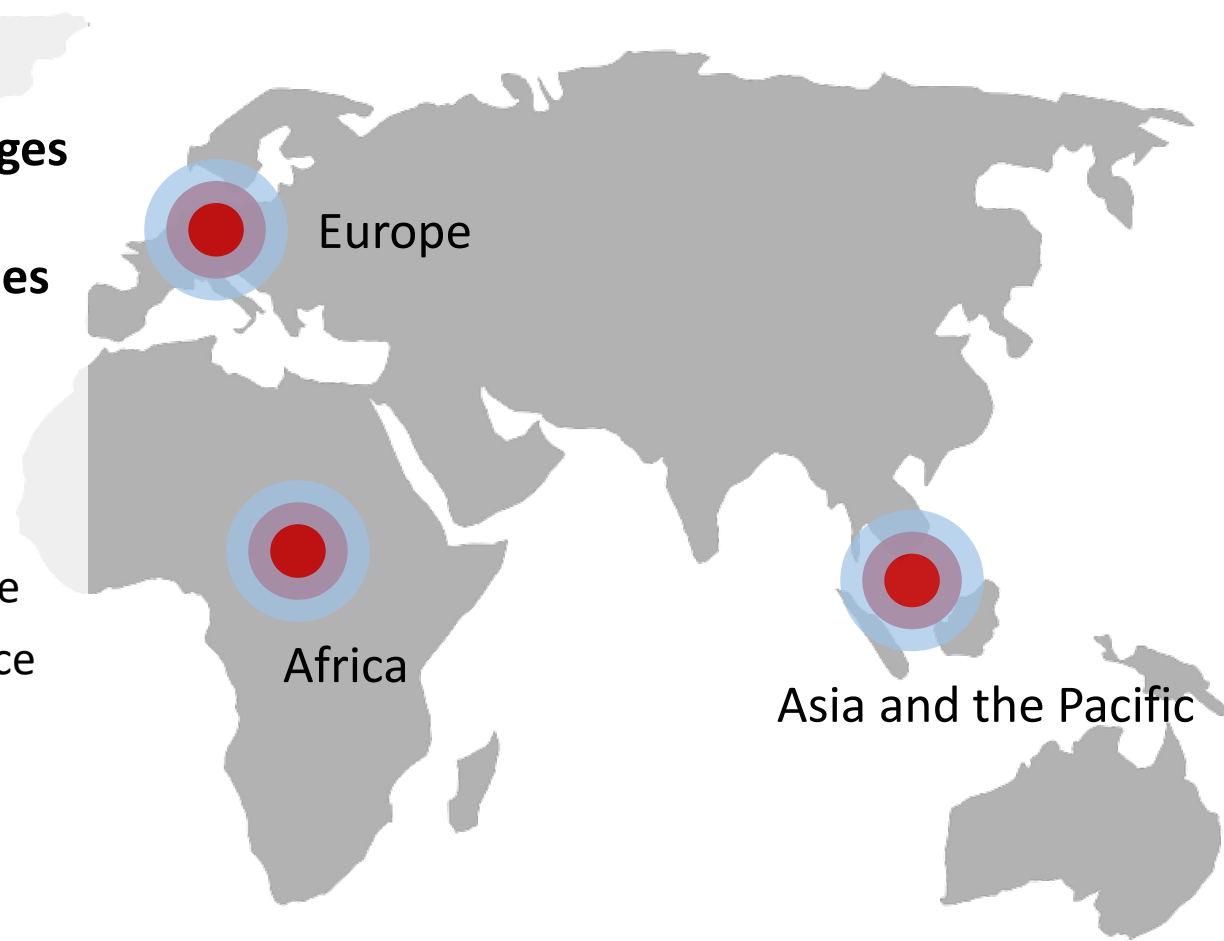 ges
Europe
es
e
ce
Africa
Asia and the Pacific